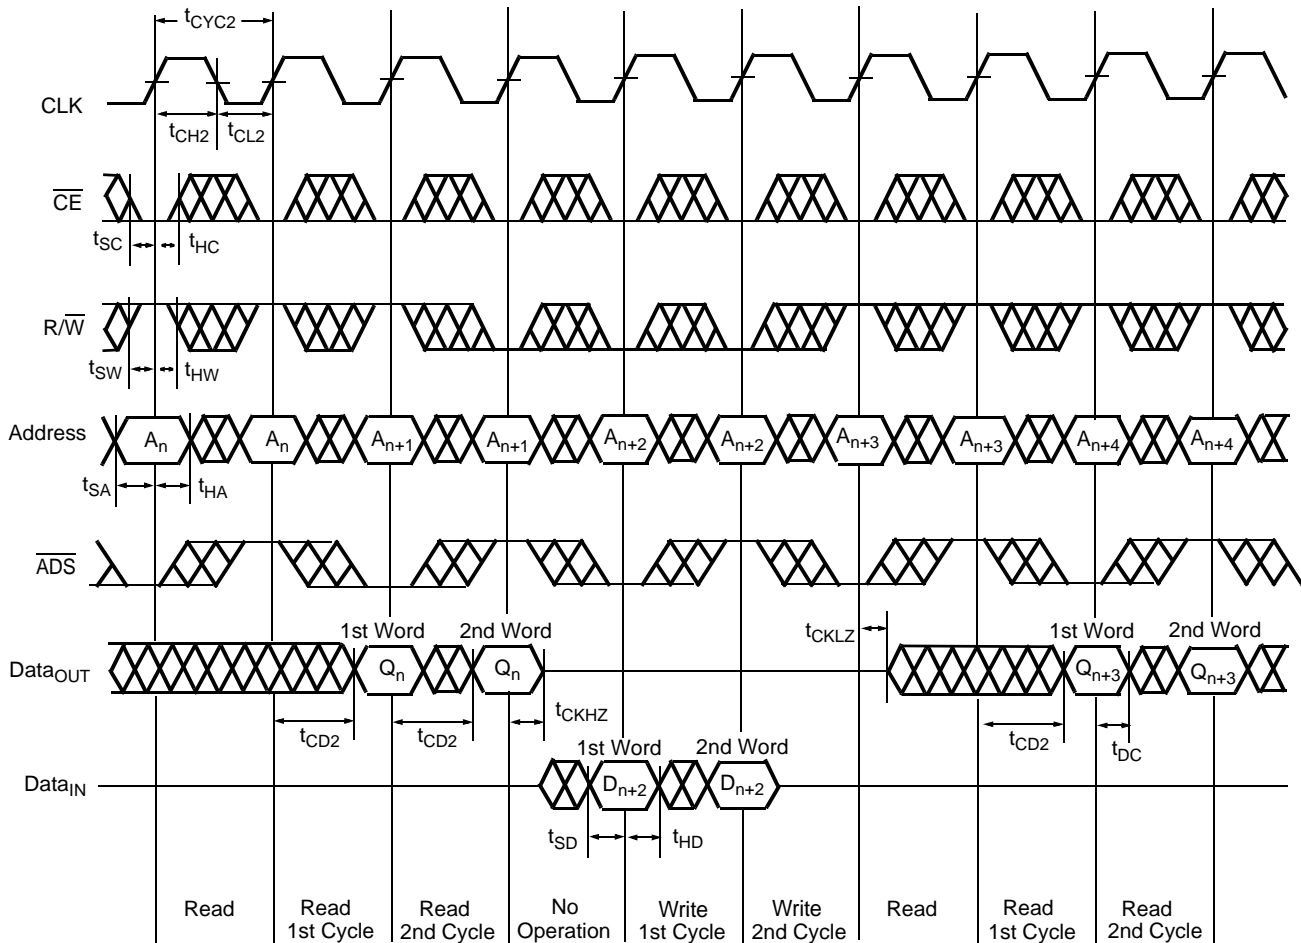 tCYC2
CLK
tCH2 tCL2
CE
tSC tHC
R/W
tSW tHW
Address An An An+1 An+1 An+2 An+2 An+3 An+3 An+4 An+4
tSA tHA
ADS
1st Word 2nd Word tCKLZ 1st Word 2nd Word
DataOUT Qn Qn Qn+3 Qn+3
tCD2 tCD2 tCKHZ tCD2 tDC
1st Word 2nd Word
DataIN Dn+2 Dn+2
tSD tHD
Read Read No Write Write Read Read Read
1st Cycle 2nd Cycle Operation 1st Cycle 2nd Cycle 1st Cycle 2nd Cycle
Read